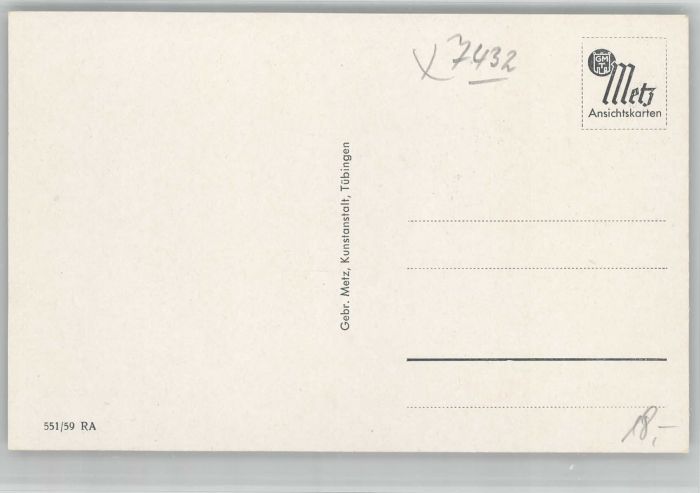 X 7432
GM
T
Metz
Ansichtskarten
Gebr. Metz, Kunstanstalt, Tübingen
551/59 RA
18,-